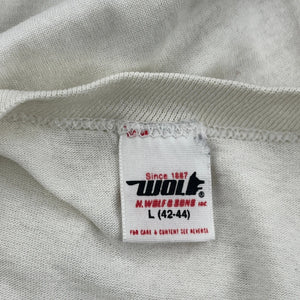 Since 1887
WOLF®
H. WOLF & SONS INC
L (42-44)
FOR CARE & CONTENT SEE REVERSE